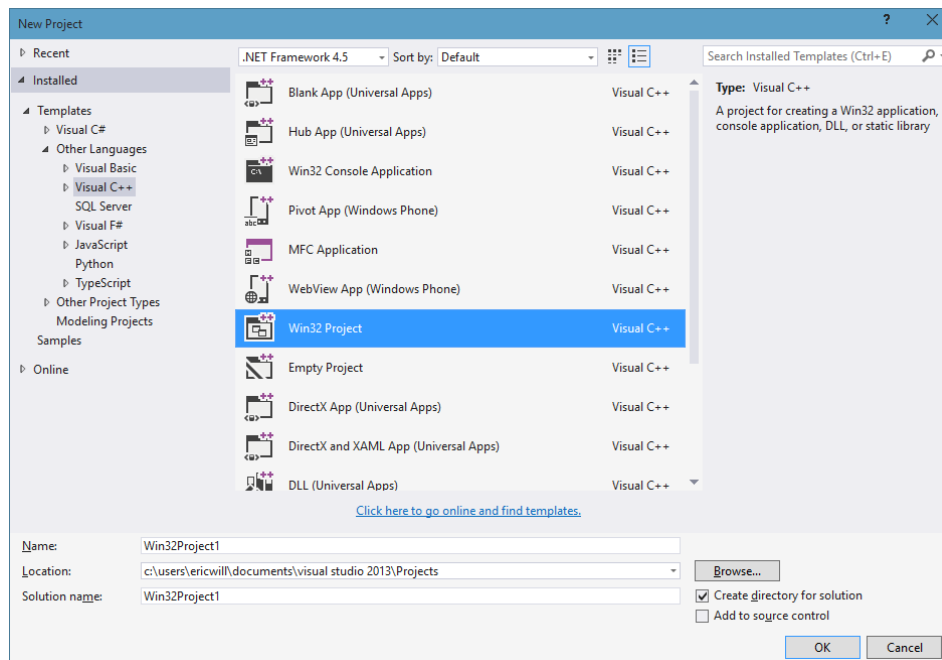 New Project
?
Recent
Installed
Templates
Visual C#
Other Languages
Visual Basic
Visual C++
SQL Server
Visual F#
JavaScript
Python
TypeScript
Other Project Types
Modeling Projects
Samples
Online
.NET Framework 4.5
Sort by: Default
Blank App (Universal Apps) Visual C++
Hub App (Universal Apps) Visual C++
Win32 Console Application Visual C++
Pivot App (Windows Phone) Visual C++
MFC Application Visual C++
WebView App (Windows Phone) Visual C++
Win32 Project Visual C++
Empty Project Visual C++
DirectX App (Universal Apps) Visual C++
DirectX and XAML App (Universal Apps) Visual C++
DLL (Universal Apps) Visual C++
Click here to go online and find templates.
Search Installed Templates (Ctrl+E)
Type: Visual C++
A project for creating a Win32 application,
console application, DLL, or static library
Name: Win32Project1
Location: c:\users\ericwill\documents\visual studio 2013\Projects
Browse...
Solution name: Win32Project1
Create directory for solution
Add to source control
OK
Cancel